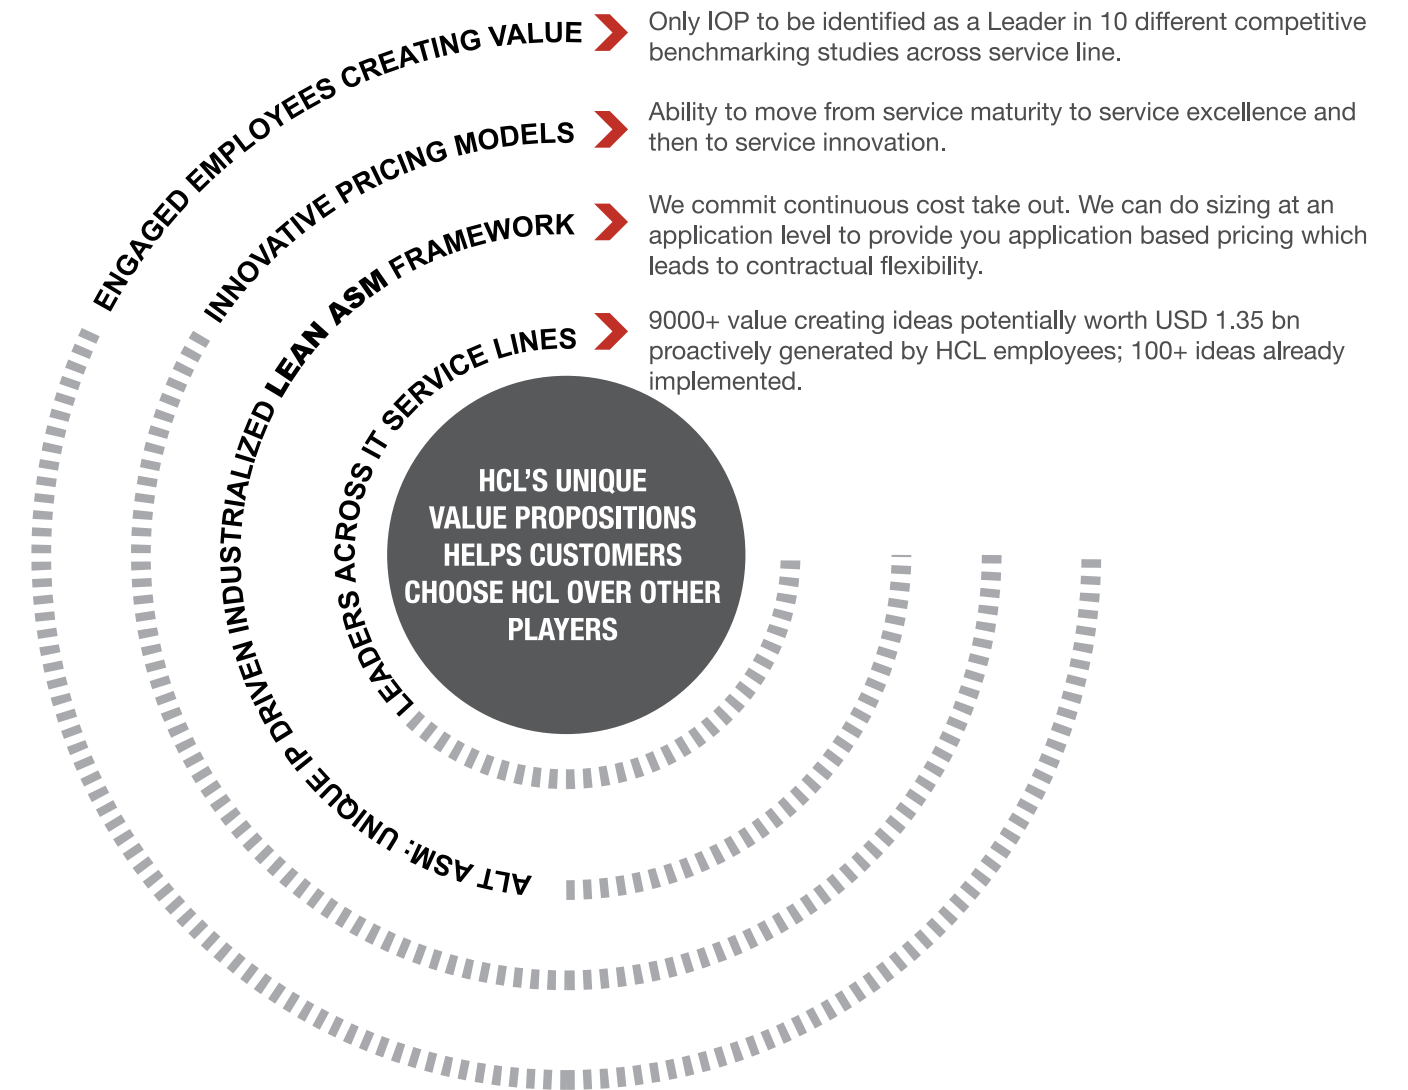 ENGAGED EMPLOYEES CREATING VALUE
Only IOP to be identified as a Leader in 10 different competitive
benchmarking studies across service line.
INNOVATIVE PRICING MODELS
Ability to move from service maturity to service excellence and
then to service innovation.
ALT ASM: UNIQUE IP DRIVEN INDUSTRIALIZED LEAN ASM FRAMEWORK
We commit continuous cost take out. We can do sizing at an
application level to provide you application based pricing which
leads to contractual flexibility.
LEADERS ACROSS IT SERVICE LINES
9000+ value creating ideas potentially worth USD 1.35 bn
proactively generated by HCL employees; 100+ ideas already
implemented.
HCL'S UNIQUE
VALUE PROPOSITIONS
HELPS CUSTOMERS
CHOOSE HCL OVER OTHER
PLAYERS